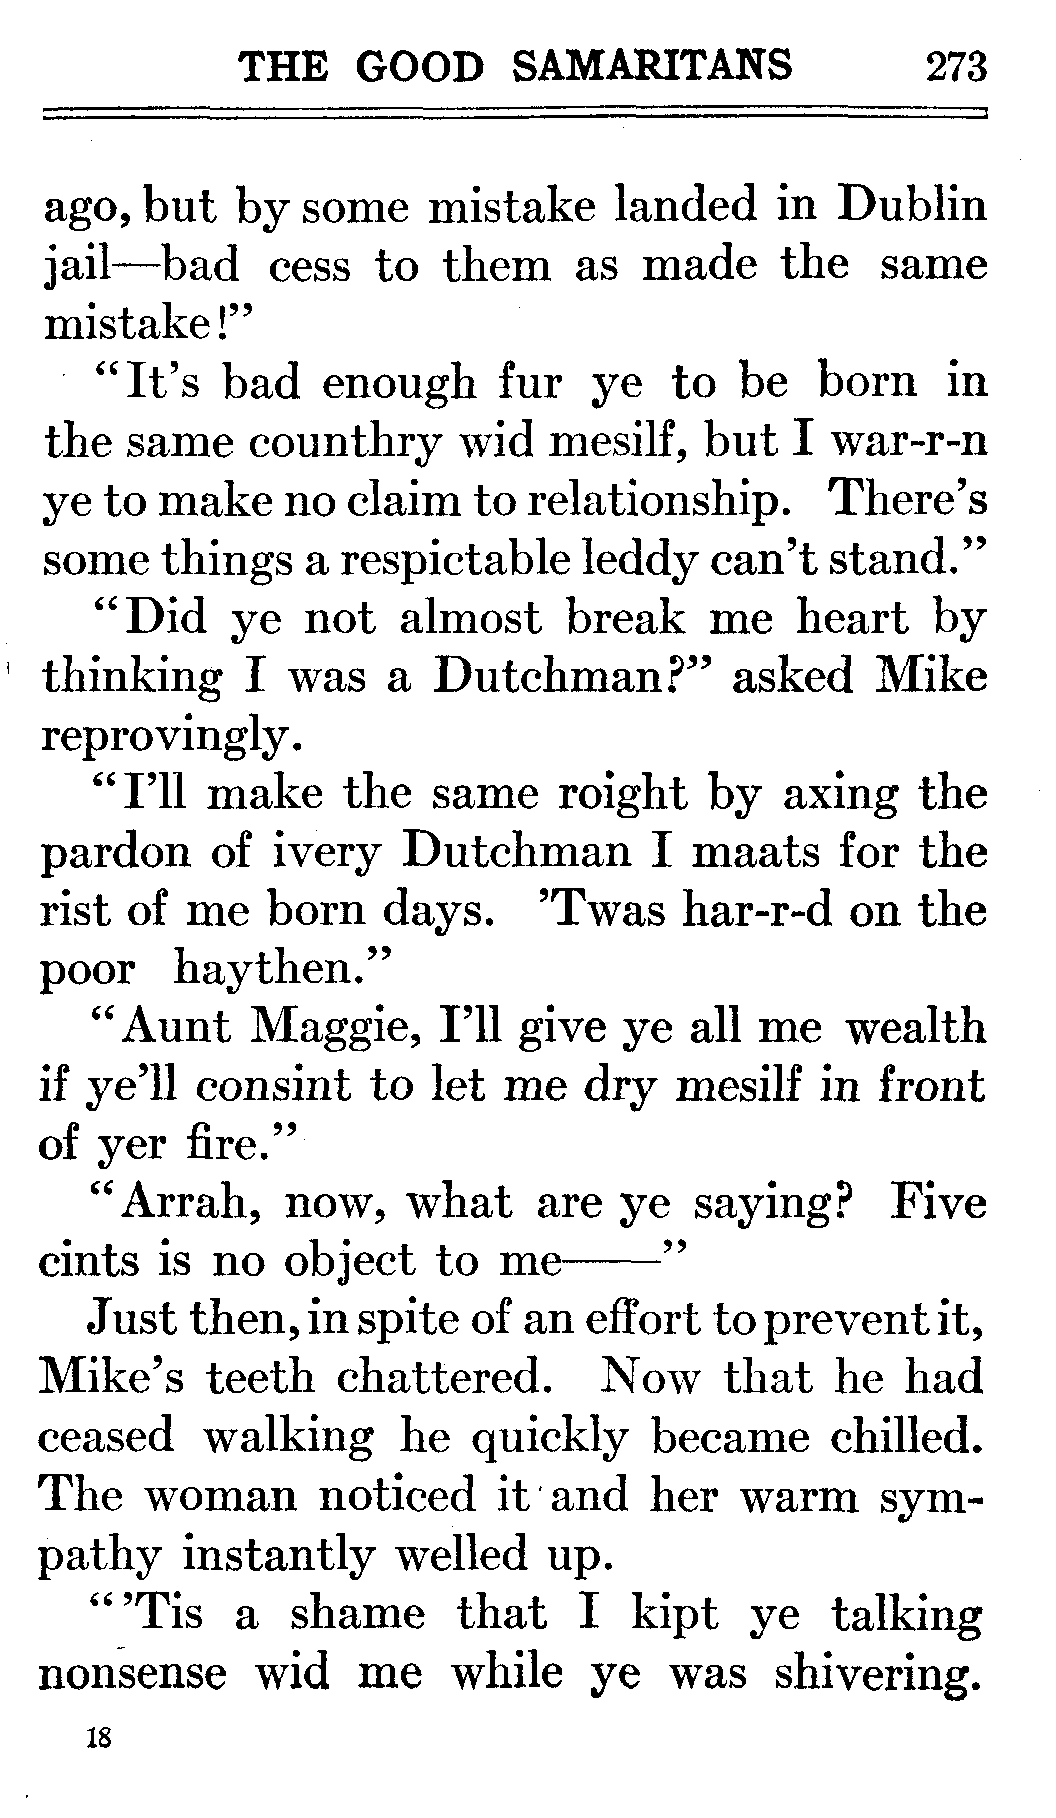 THE GOOD SAMARITANS 273
ago, but by some mistake landed in Dublin
jail—bad cess to them as made the same
mistake!"
"It's bad enough fur ye to be born in
the same counthry wid mesilf, but I war-r-n
ye to make no claim to relationship. There's
some things a respictable leddy can't stand."
"Did ye not almost break me heart by
thinking I was a Dutchman?" asked Mike
reprovingly.
"I'll make the same roight by axing the
pardon of ivery Dutchman I maats for the
rist of me born days. 'Twas har-r-d on the
poor haythen."
"Aunt Maggie, I'll give ye all me wealth
if ye'll consint to let me dry mesilf in front
of yer fire."
"Arrah, now, what are ye saying? Five
cints is no object to me——"
Just then, in spite of an effort to prevent it,
Mike's teeth chattered. Now that he had
ceased walking he quickly became chilled.
The woman noticed it and her warm sym-
pathy instantly welled up.
"'Tis a shame that I kipt ye talking
nonsense wid me while ye was shivering.
18